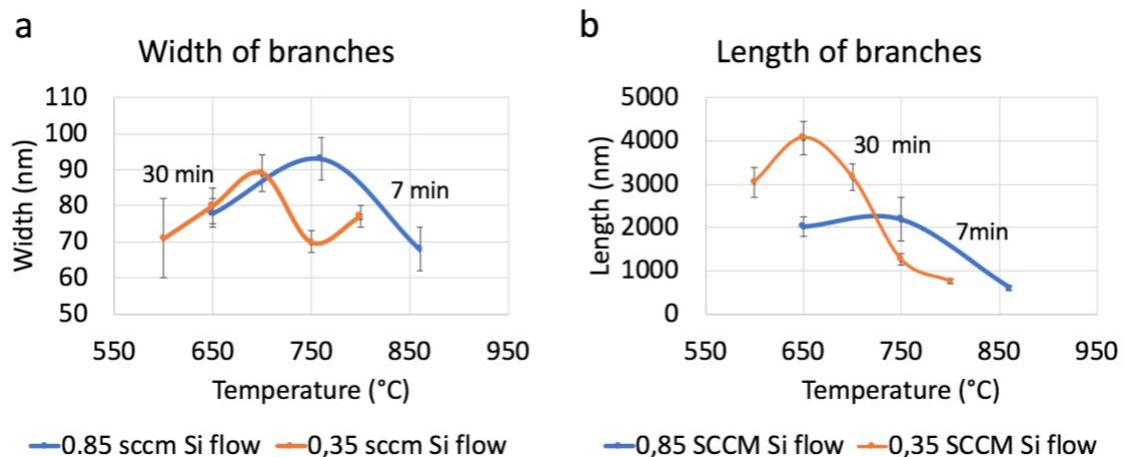 a
Width of branches
110
100
90
80
70
60
50
Width (nm)
30 min
7 min
550 650 750 850 950
Temperature (°C)
0.85 sccm Si flow 0,35 sccm Si flow
b
Length of branches
5000
4000
3000
2000
1000
0
Length (nm)
30 min
7min
550 650 750 850 950
Temperature (°C)
0,85 SCCM Si flow 0,35 SCCM Si flow